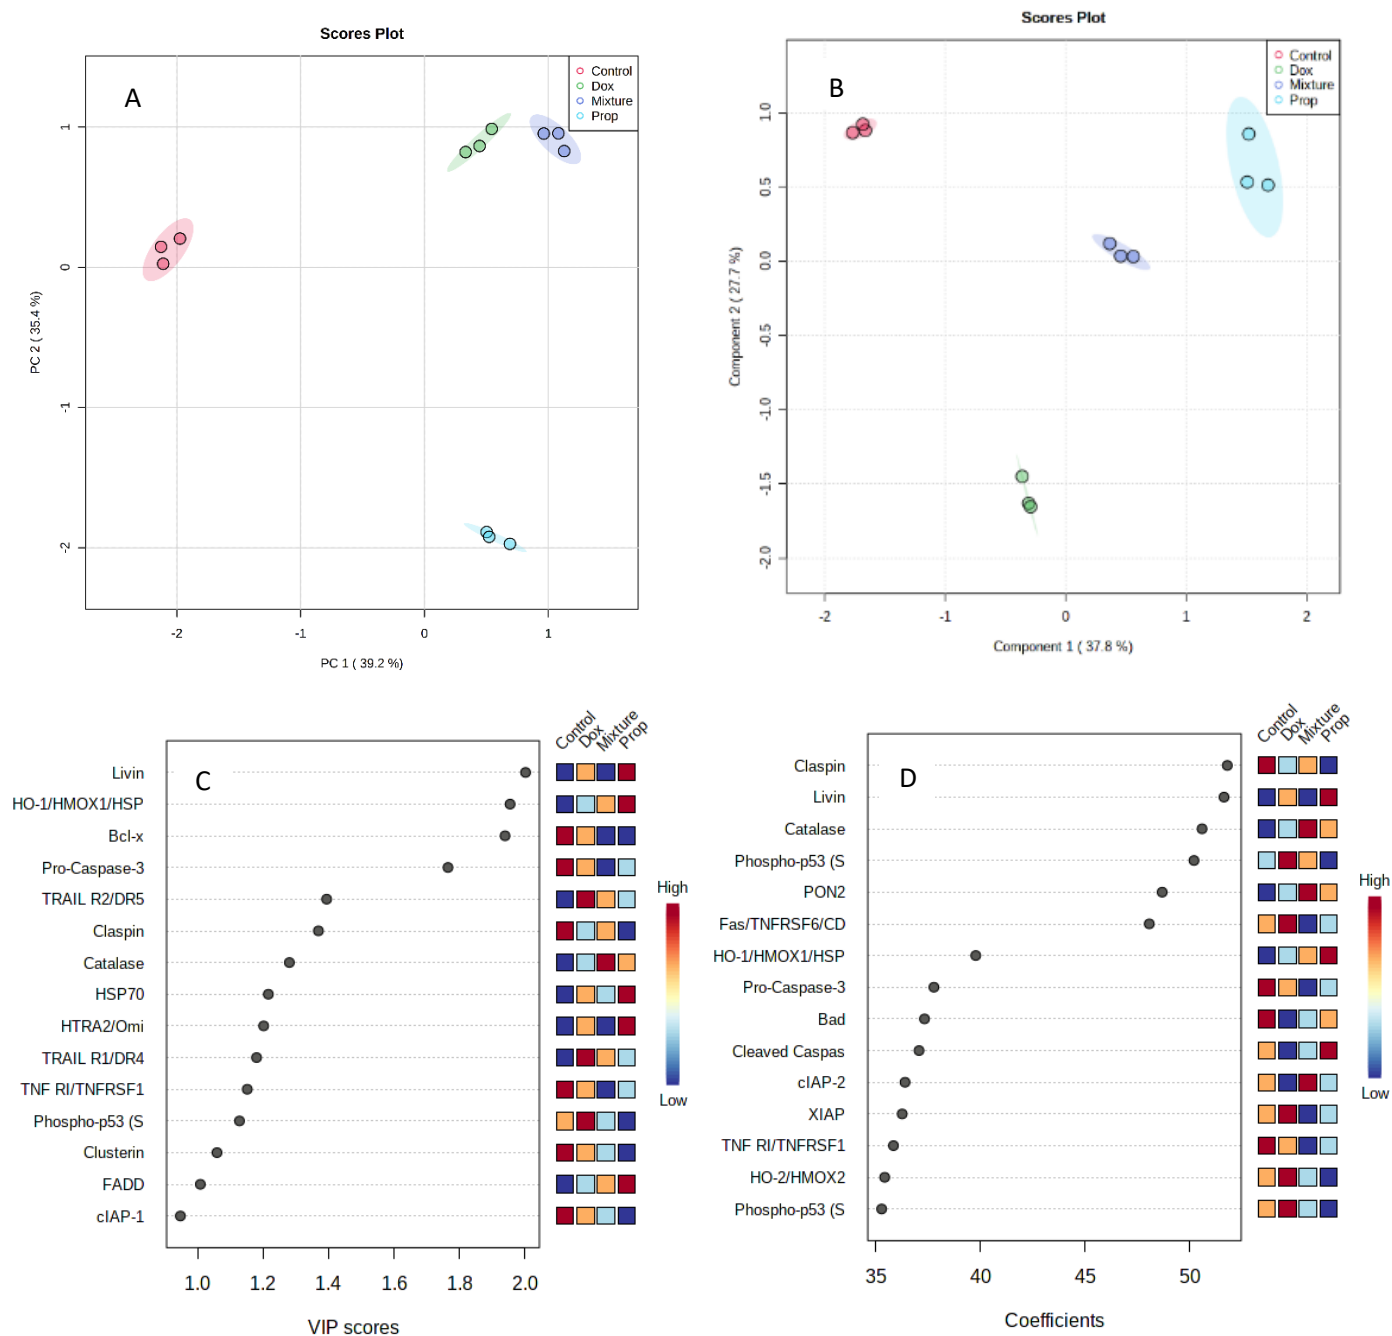 Scores Plot
A
Control
Dox
Mixture
Prop
1
0
-1
-2
PC 2 ( 35.4 %)
-2
-1
0
1
PC 1 ( 39.2 %)
Scores Plot
B
Control
Dox
Mixture
Prop
1.0
0.5
0.0
-0.5
-1.0
-1.5
-2.0
Component 2 ( 27.7 %)
-2
-1
0
1
2
Component 1 ( 37.8 %)
C
Control
Dox
Mixture
Prop
Livin
HO-1/HMOX1/HSP
Bcl-x
Pro-Caspase-3
TRAIL R2/DR5
Claspin
Catalase
HSP70
HTRA2/Omi
TRAIL R1/DR4
TNF RI/TNFRSF1
Phospho-p53 (S
Clusterin
FADD
cIAP-1
High
Low
1.0
1.2
1.4
1.6
1.8
2.0
VIP scores
D
Control
Dox
Mixture
Prop
Claspin
Livin
Catalase
Phospho-p53 (S
PON2
Fas/TNFRSF6/CD
HO-1/HMOX1/HSP
Pro-Caspase-3
Bad
Cleaved Caspas
cIAP-2
XIAP
TNF RI/TNFRSF1
HO-2/HMOX2
Phospho-p53 (S
High
Low
35
40
45
50
Coefficients